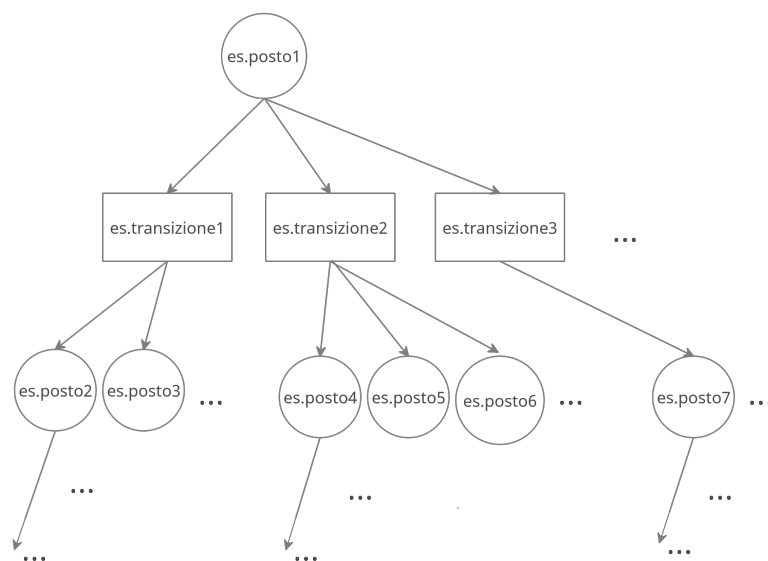 es.posto1
es.transizione1
es.transizione2
es.transizione3
...
es.posto2
es.posto3
...
es.posto4
es.posto5
es.posto6
...
es.posto7
...
...
...
...
...
...
...